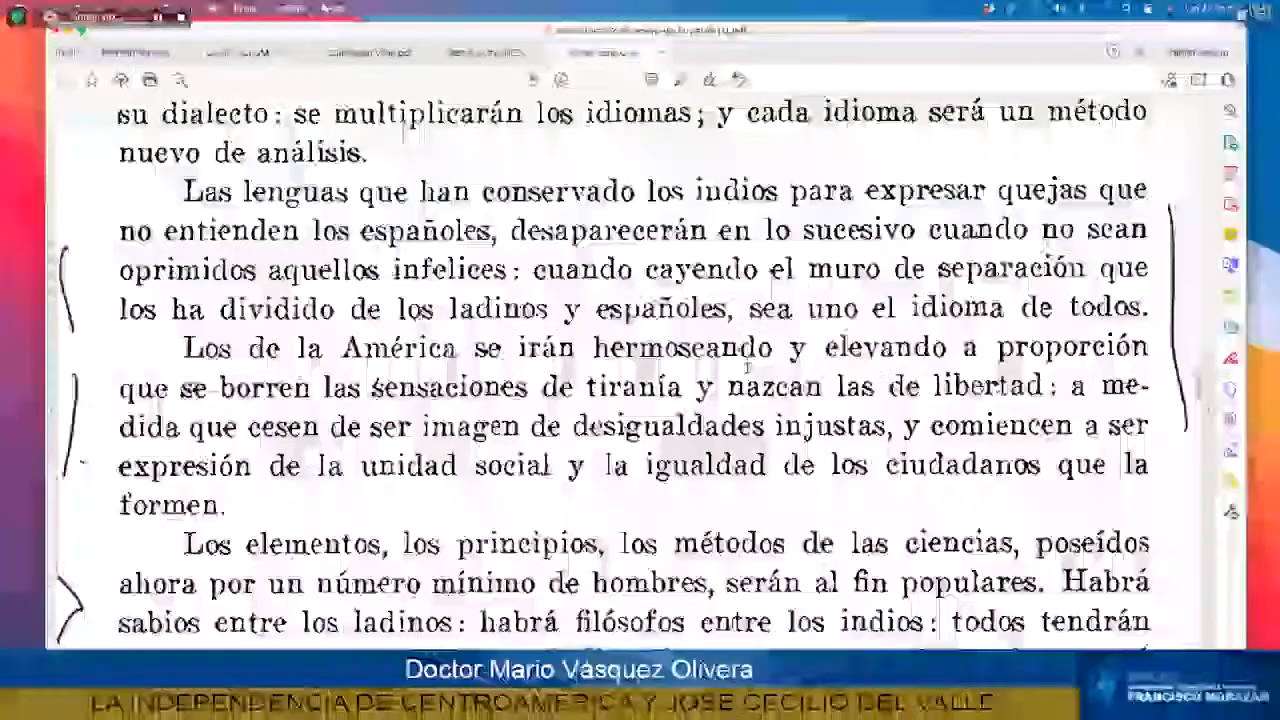 su dialecto: se multiplicarán los idiomas; y cada idioma será un método
nuevo de análisis.
Las lenguas que han conservado los indios para expresar quejas que
no entienden los españoles, desaparecerán en lo sucesivo cuando no sean
oprimidos aquellos infelices: cuando cayendo el muro de separación que
los ha dividido de los ladinos y españoles, sea uno el idioma de todos.
Los de la América se irán hermoseando y elevando a proporción
que se borren las sensaciones de tiranía y nazcan las de libertad: a me-
dida que cesen de ser imagen de desigualdades injustas, y comiencen a ser
expresión de la unidad social y la igualdad de los ciudadanos que la
formen.
Los elementos, los principios, los métodos de las ciencias, poseídos
ahora por un número mínimo de hombres, serán al fin populares. Habrá
sabios entre los ladinos: habrá filósofos entre los indios: todos tendrán
Doctor Mario Vásquez Olivera
LA INDEPENDENCIA DE CENTROAMERICA Y JOSE CECILIO DEL VALLE
FRANCISCO MORAZÁN